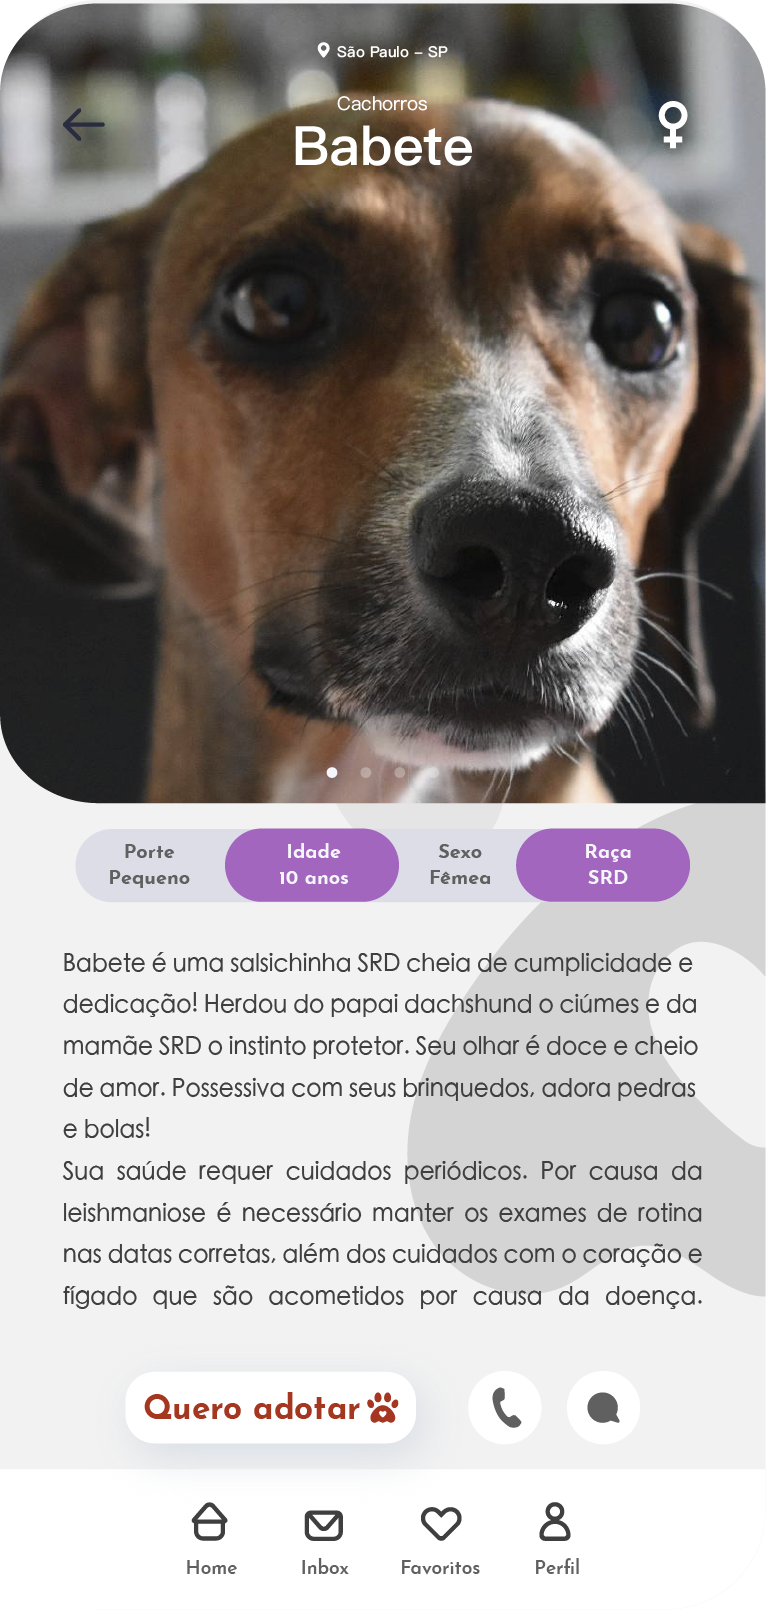 São Paulo – SP
Cachorros
Babete
Porte
Pequeno
Idade
10 anos
Sexo
Fêmea
Raça
SRD
Babete é uma salsichinha SRD cheia de cumplicidade e
dedicação! Herdou do papai dachshund o ciúmes e da
mamãe SRD o instinto protetor. Seu olhar é doce e cheio
de amor. Possessiva com seus brinquedos, adora pedras
e bolas!
Sua saúde requer cuidados periódicos. Por causa da
leishmaniose é necessário manter os exames de rotina
nas datas corretas, além dos cuidados com o coração e
fígado que são acometidos por causa da doença.
Quero adotar
Home
Inbox
Favoritos
Perfil